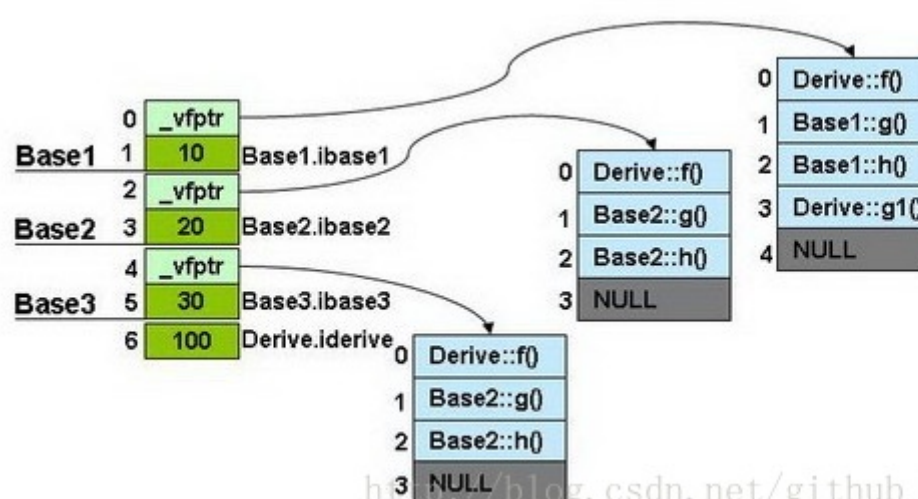 0 _vfptr
Base1 1 10 Base1.ibase1
2 _vfptr
Base2 3 20 Base2.ibase2
4 _vfptr
Base3 5 30 Base3.ibase3
6 100 Derive.iderive
0 Derive::f()
1 Base1::g()
2 Base1::h()
3 Derive::g1()
4 NULL
0 Derive::f()
1 Base2::g()
2 Base2::h()
3 NULL
0 Derive::f()
1 Base2::g()
2 Base2::h()
3 NULL
blog.csdn.net/github